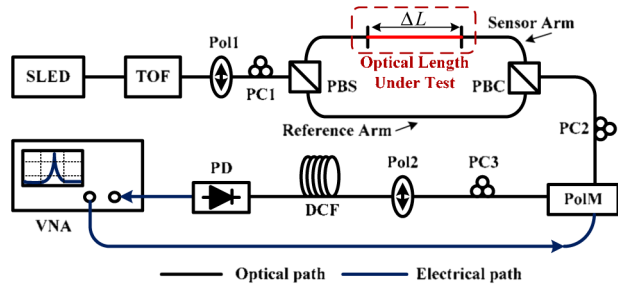 ΔL
Sensor Arm
Pol1
Optical Length
Under Test
SLED
TOF
PC1
PBS
PBC
Reference Arm
PC2
PD
Pol2
PC3
DCF
PolM
VNA
Optical path
Electrical path